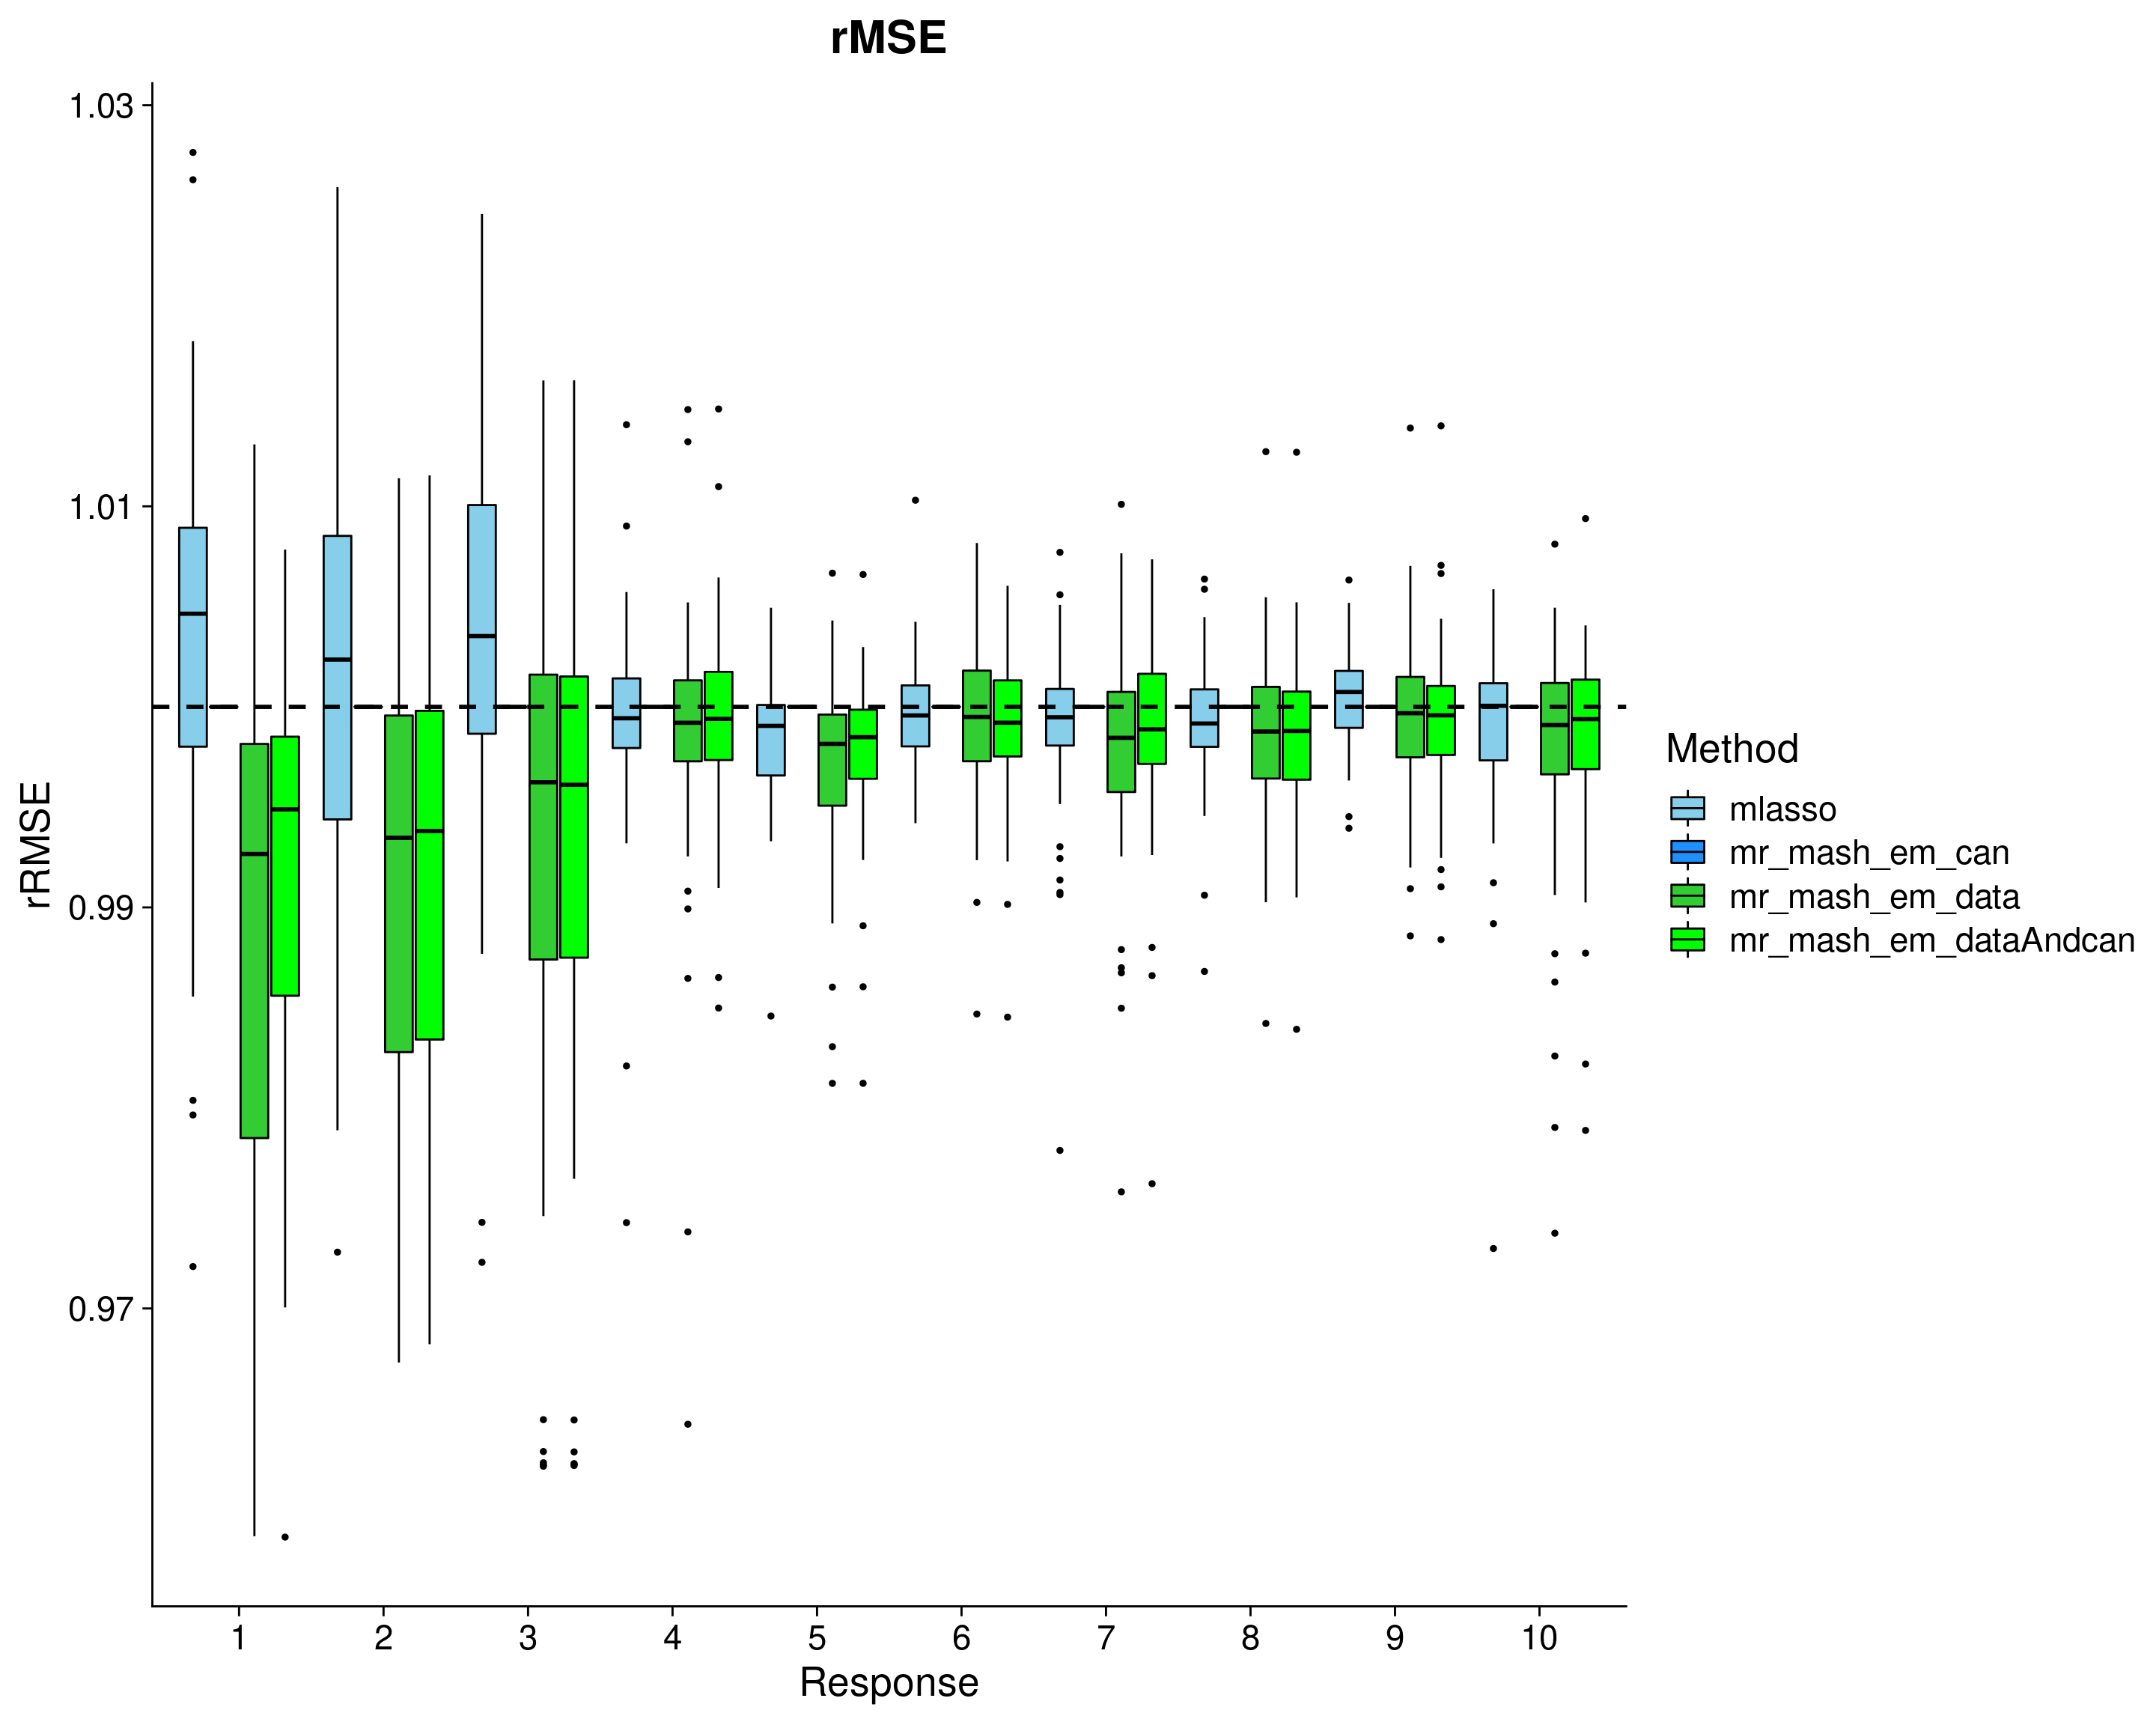 rMSE
1.03
1.01
0.99
0.97
rRMSE
1 2 3 4 5 6 7 8 9 10
Response
Method
mlasso
mr_mash_em_can
mr_mash_em_data
mr_mash_em_dataAndcan